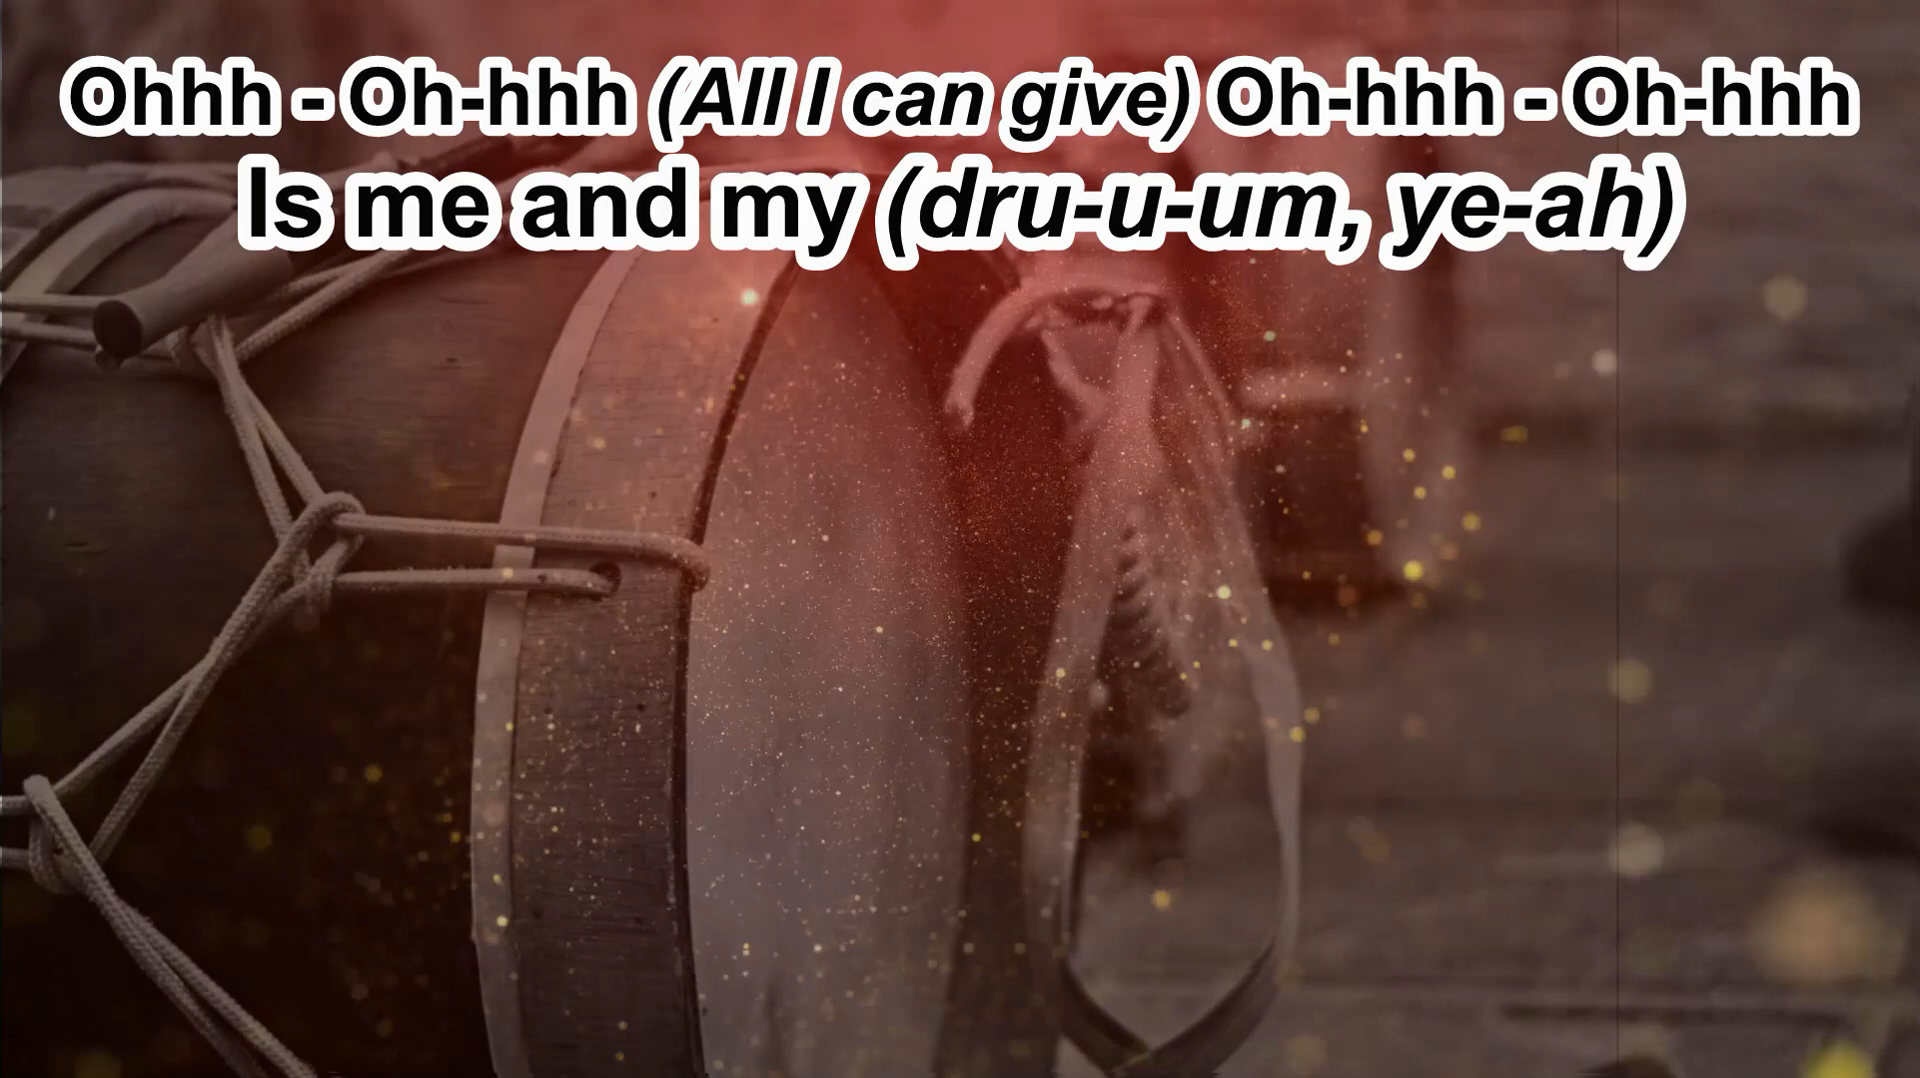 Ohhh - Oh-hhh (All I can give) Oh-hhh - Oh-hhh
Is me and my (dru-u-um, ye-ah)